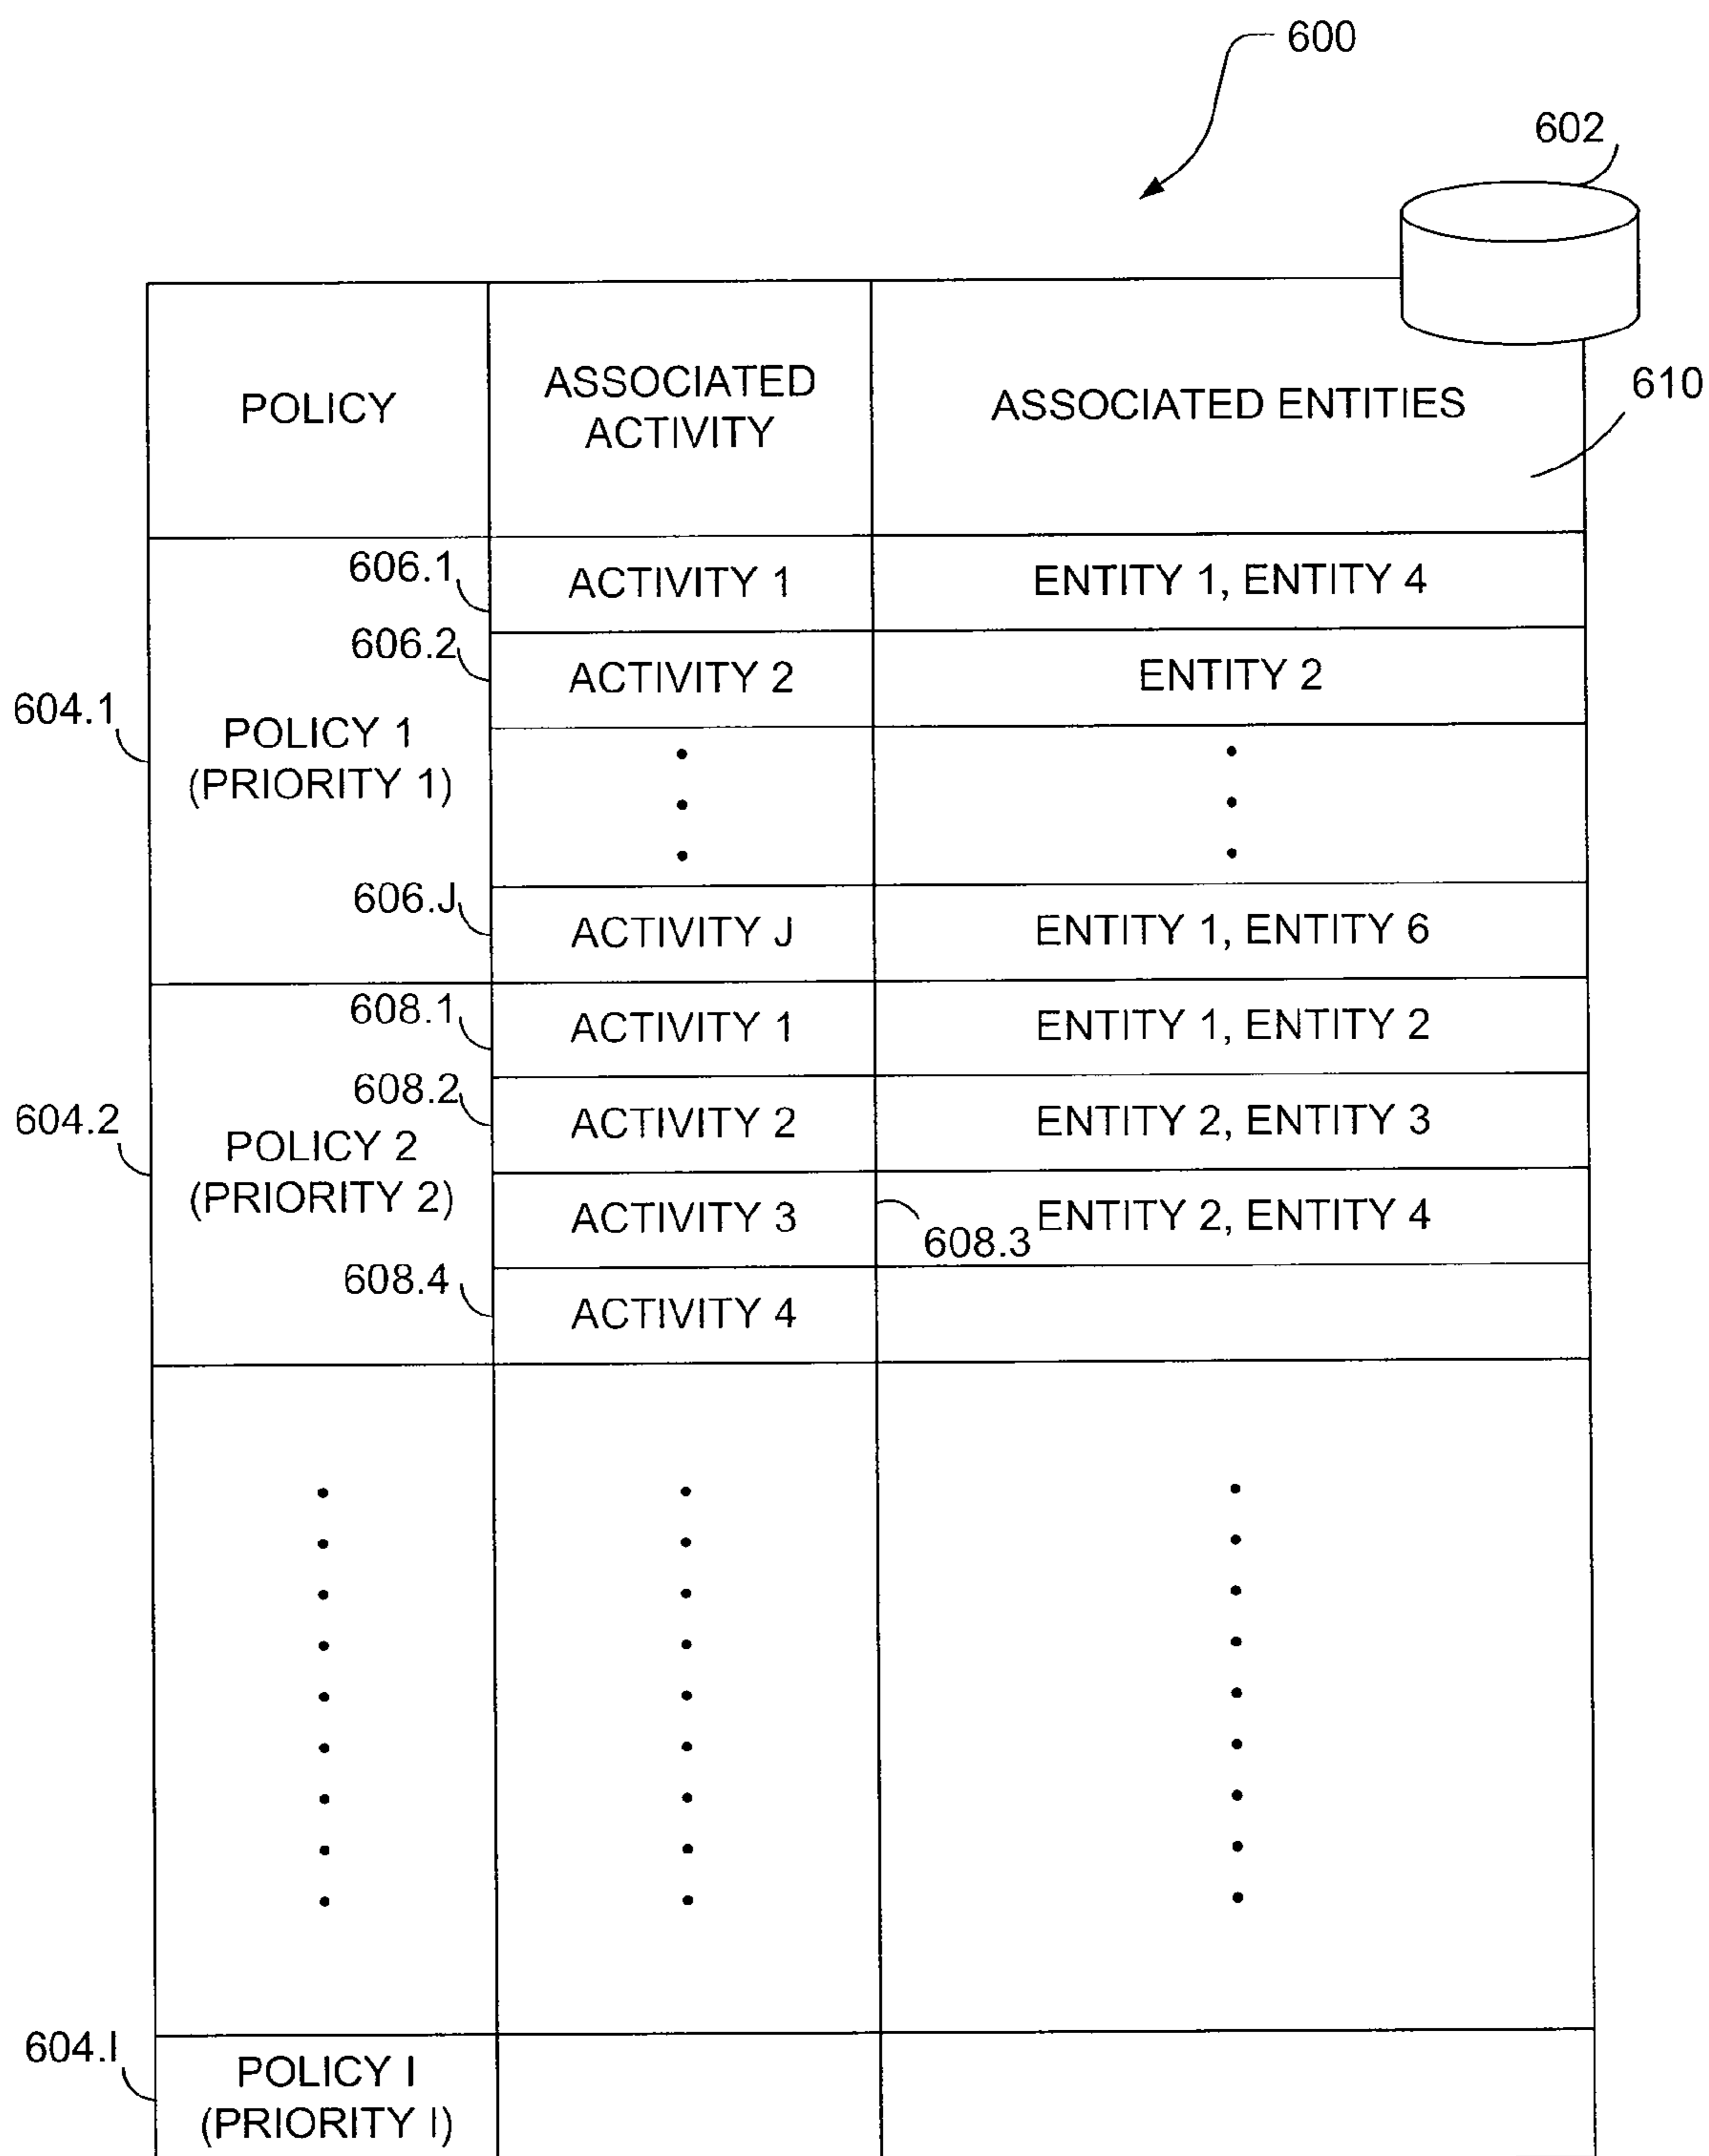 600
602
POLICY
ASSOCIATED
ACTIVITY
ASSOCIATED ENTITIES
610
606.1
ACTIVITY 1
ENTITY 1, ENTITY 4
606.2
ACTIVITY 2
ENTITY 2
604.1
POLICY 1
(PRIORITY 1)
606.J
ACTIVITY J
ENTITY 1, ENTITY 6
608.1
ACTIVITY 1
ENTITY 1, ENTITY 2
608.2
ACTIVITY 2
ENTITY 2, ENTITY 3
604.2
POLICY 2
(PRIORITY 2)
ACTIVITY 3
608.3
ENTITY 2, ENTITY 4
608.4
ACTIVITY 4
604.I
POLICY I
(PRIORITY I)